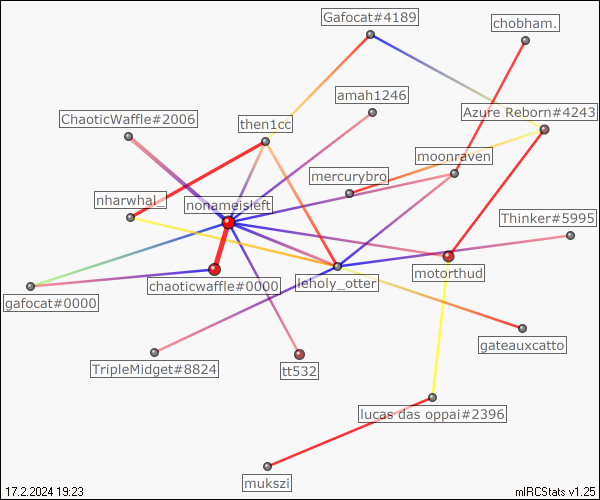 Gafocat#4189
chobham.
amah1246
Azure Reborn#4243
ChaoticWaffle#2006
then1cc
moonraven
mercurybro
nharwhal_
nonameisleft
Thinker#5995
motorthud
leholy_otter
chaoticwaffle#0000
gafocat#0000
gateauxcatto
TripleMidget#8824
tt532
lucas das oppai#2396
mukszi
17.2.2024 19:23
mIRCStats v1.25